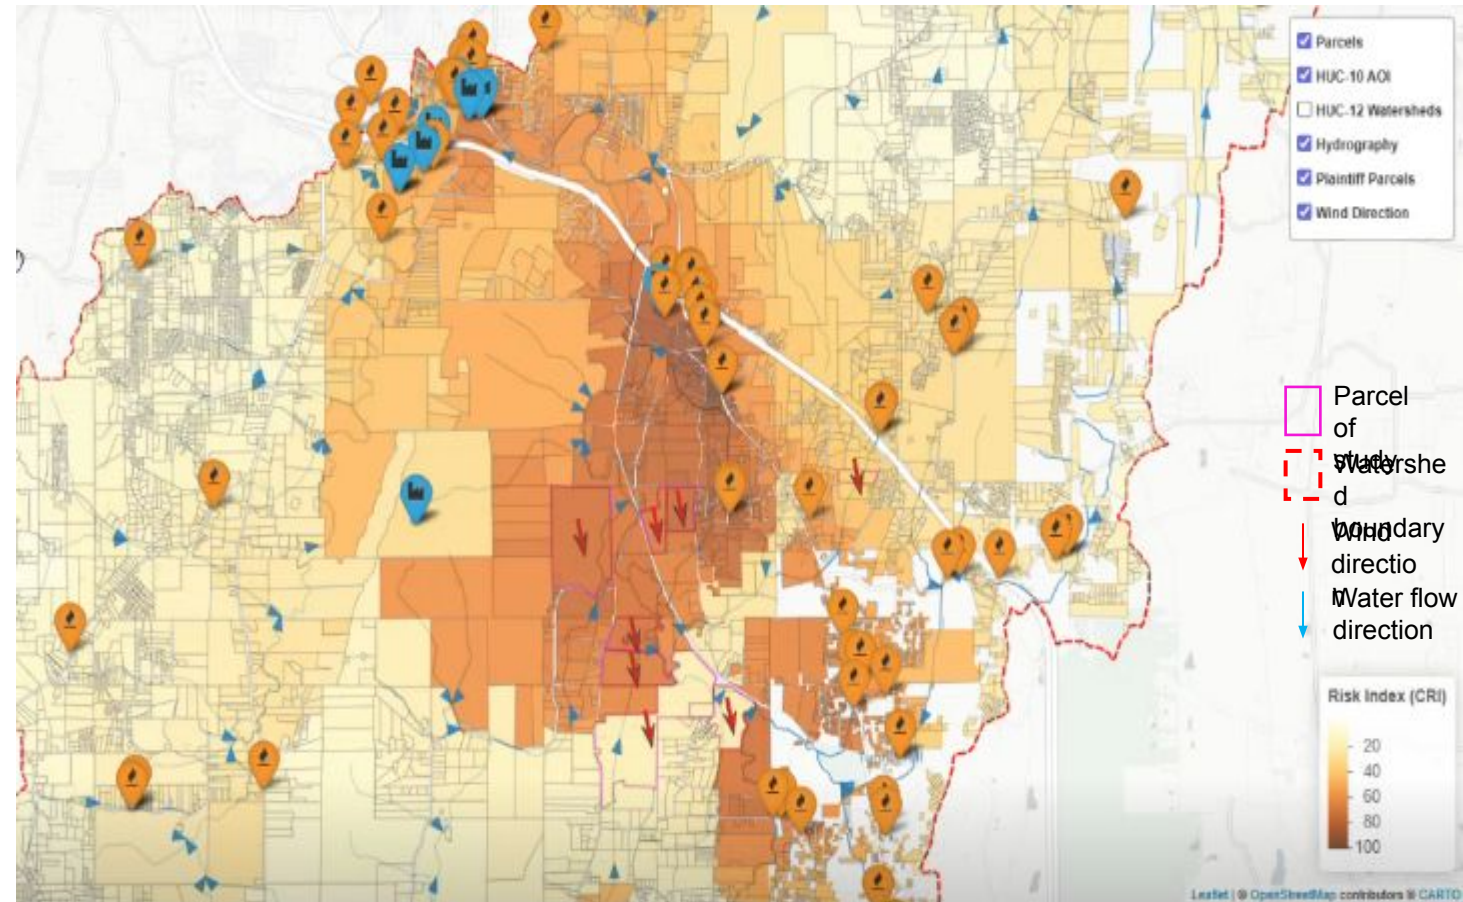 Parcels
HUC-10 AOI
HUC-12 Watersheds
Hydrography
Plaintiff Parcels
Wind Direction
Parcel
of
study
Watershe
d
boundary
Wind
directio
n
Water flow
direction
Risk Index (CRI)
20
40
60
80
100
Leaflet | © OpenStreetMap contributors © CARTO